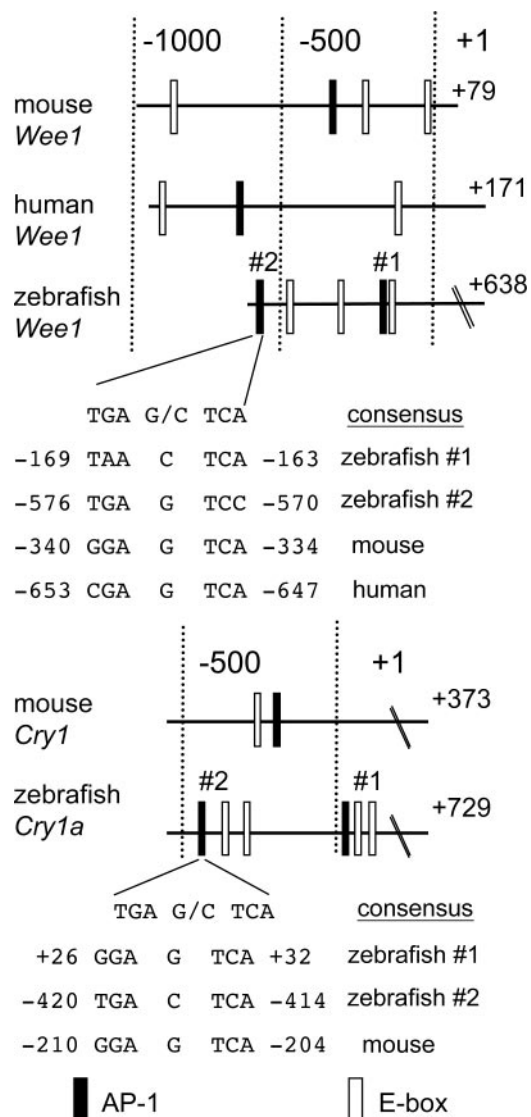 -1000 -500 +1
mouse
Wee1
+79
human
Wee1
+171
#2 #1
zebrafish
Wee1
+638
TGA G/C TCA consensus
-169 TAA C TCA -163 zebrafish #1
-576 TGA G TCC -570 zebrafish #2
-340 GGA G TCA -334 mouse
-653 CGA G TCA -647 human
-500 +1
mouse
Cry1
+373
#2 #1
zebrafish
Cry1a
+729
TGA G/C TCA consensus
+26 GGA G TCA +32 zebrafish #1
-420 TGA C TCA -414 zebrafish #2
-210 GGA G TCA -204 mouse
AP-1 E-box